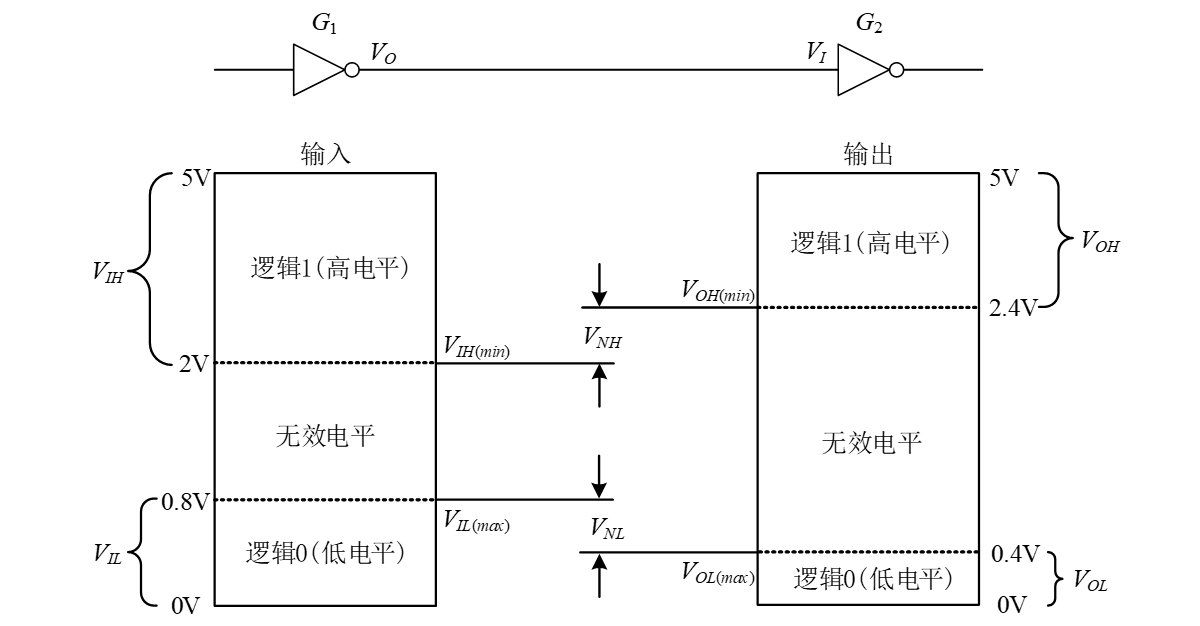 G1 G2
VO VI
输入 输出
5V 5V
逻辑1(高电平) 逻辑1(高电平)
VIH VOH
VOH(min) 2.4V
VNH
2V VIH(min)
无效电平 无效电平
0.8V
VIL(max) VNL
VIL 逻辑0(低电平) 0.4V
VOL(max) 逻辑0(低电平) VOL
0V 0V